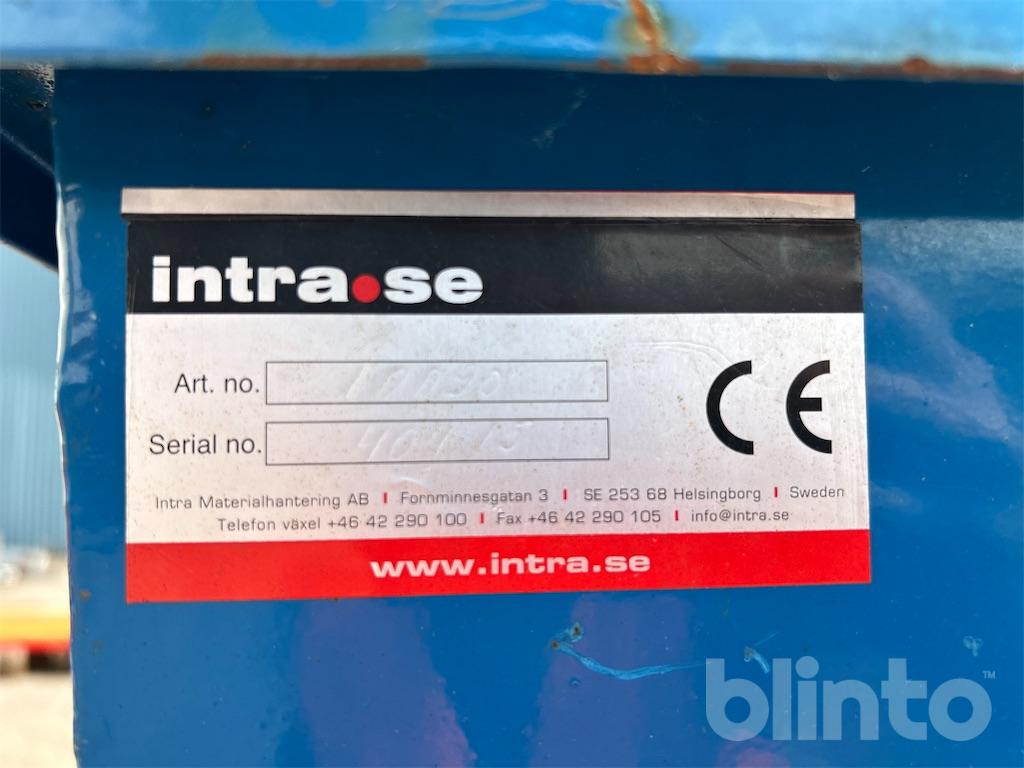 intra.se
Art. no.
Serial no.
CE
Intra Materialhantering AB | Fornminnesgatan 3 | SE 253 68 Helsingborg | Sweden
Telefon växel +46 42 290 100 | Fax +46 42 290 105 | info@intra.se
www.intra.se
blinto™